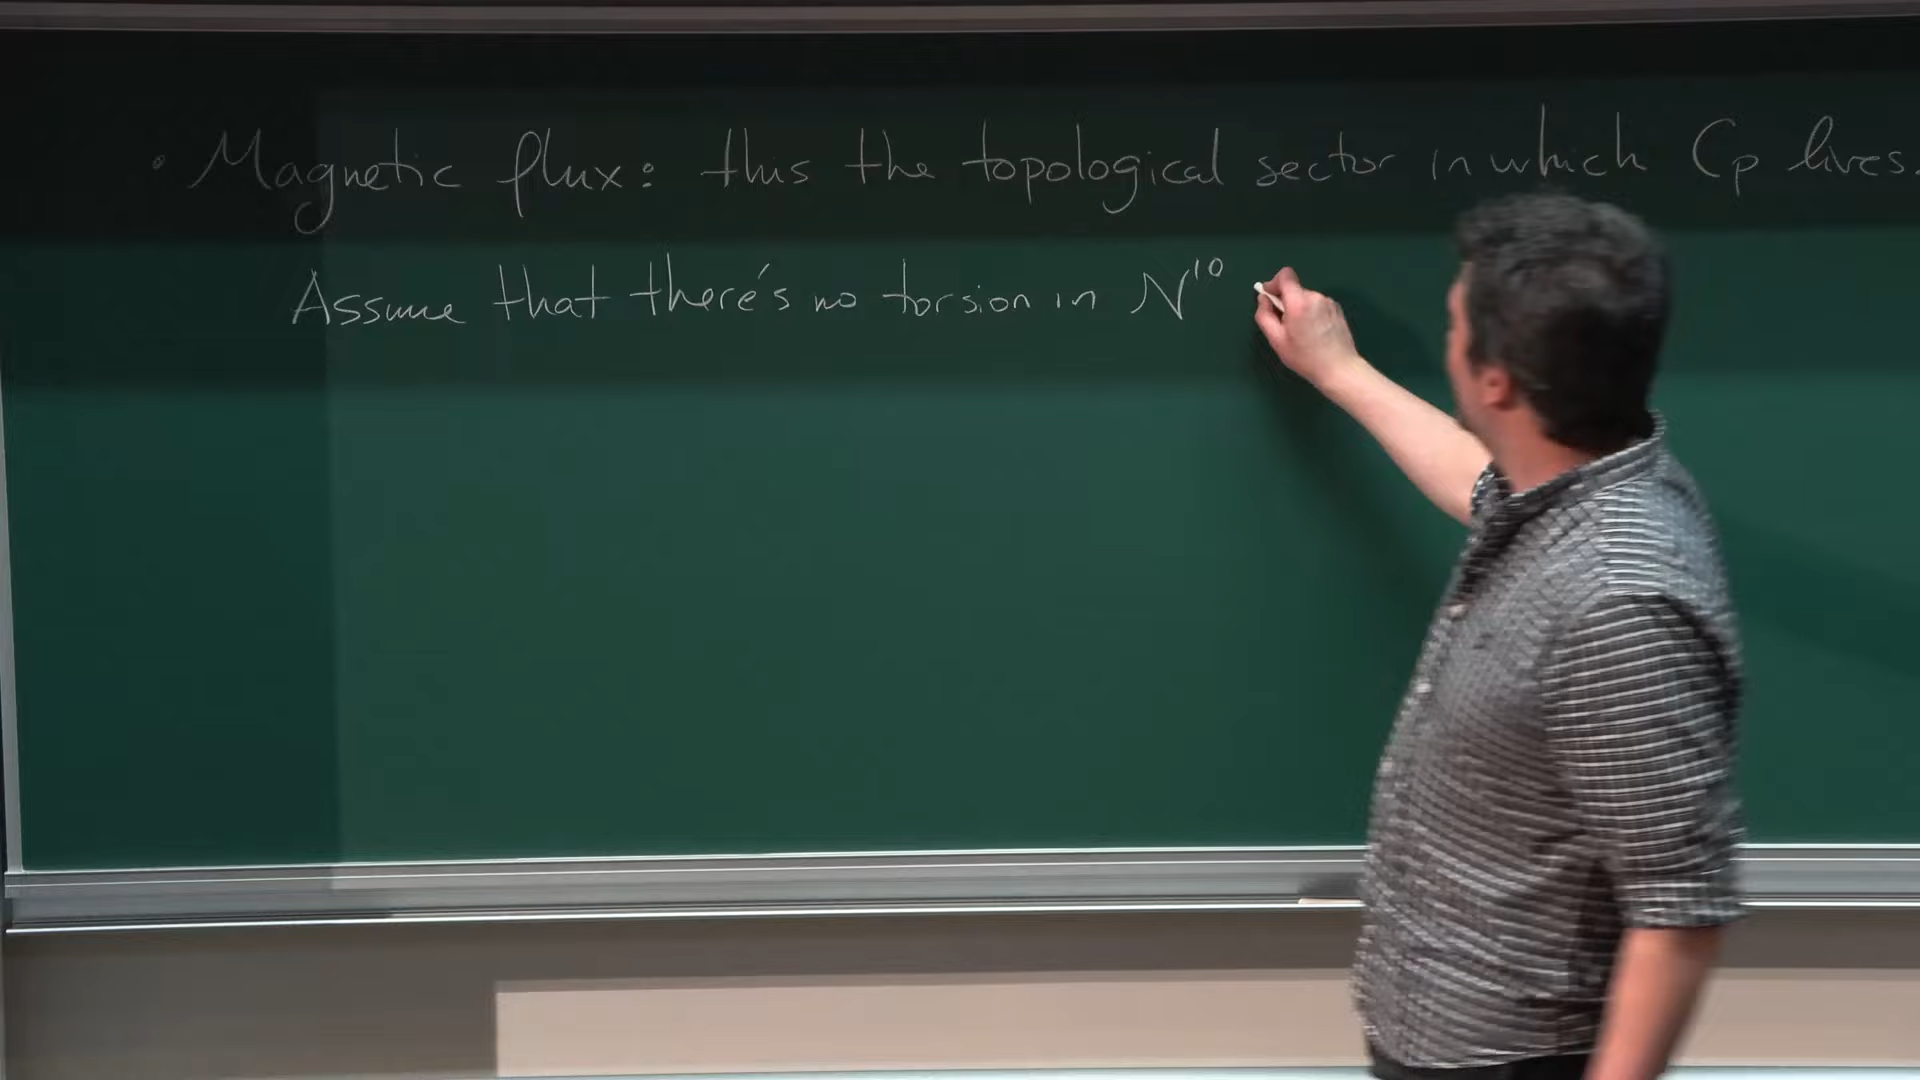 • Magnetic flux: this the topological sector in which Cp lives.
Assume that there's no torsion in N¹⁰